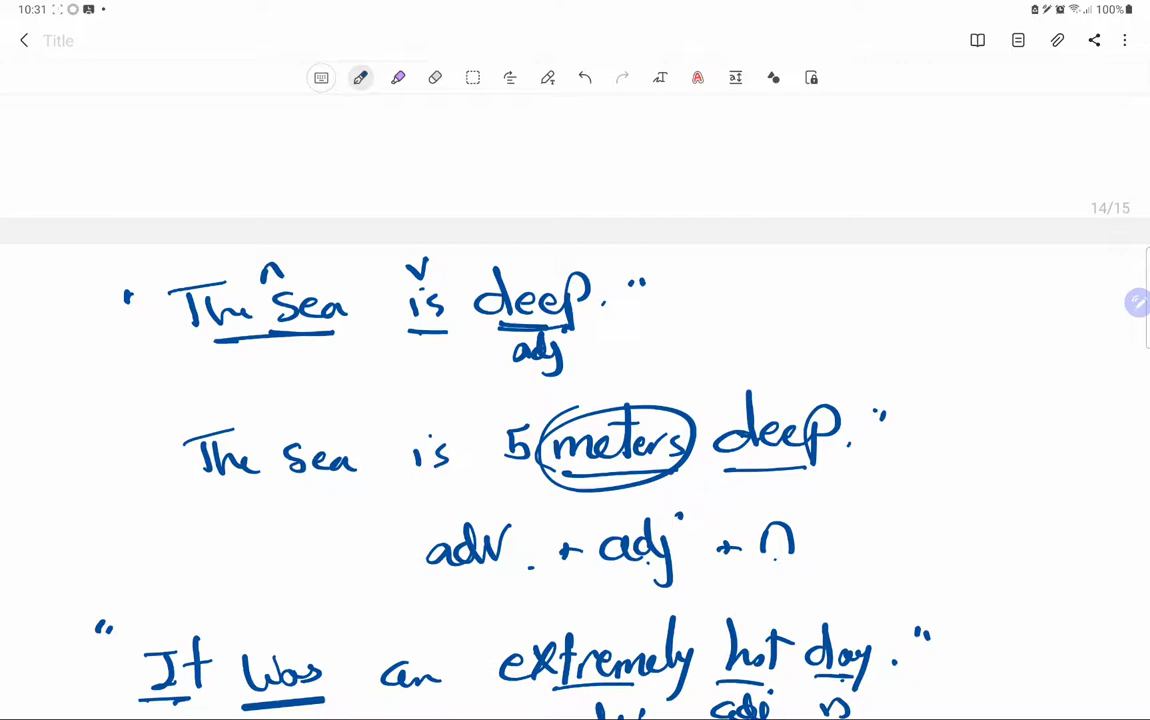 10:31 100%
Title
14/15
n v
" The sea is deep. "
adj
The sea is 5 meters deep. "
adv. + adj + n
" It was an extremely hot day. "
adj n